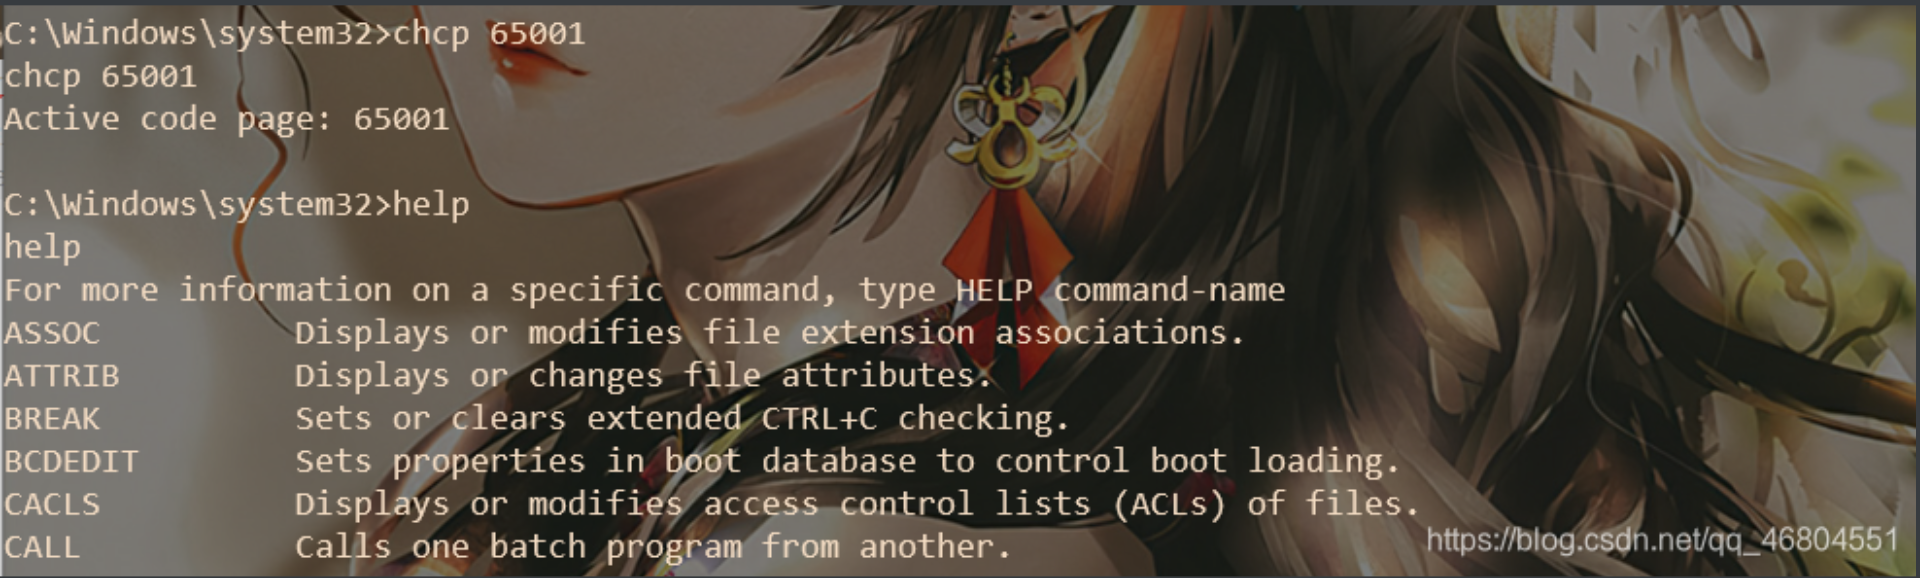 C:\Windows\system32>chcp 65001
chcp 65001
Active code page: 65001
C:\Windows\system32>help
help
For more information on a specific command, type HELP command-name
ASSOC          Displays or modifies file extension associations.
ATTRIB         Displays or changes file attributes.
BREAK          Sets or clears extended CTRL+C checking.
BCDEDIT        Sets properties in boot database to control boot loading.
CACLS          Displays or modifies access control lists (ACLs) of files.
CALL           Calls one batch program from another.
https://blog.csdn.net/qq_46804551